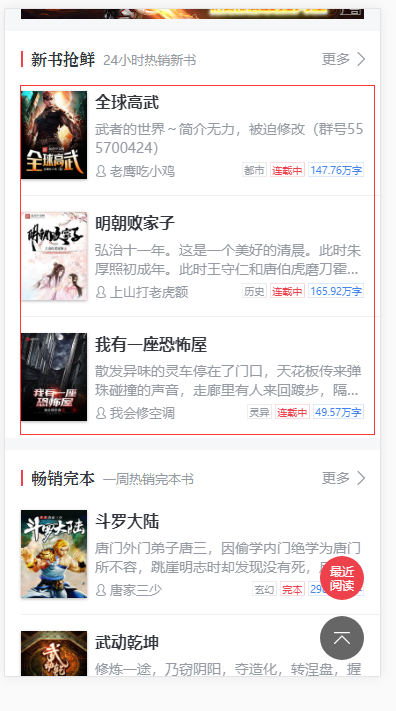 新书抢鲜 24小时热销新书 更多
全球高武
武者的世界~简介无力，被迫修改（群号55
5700424）
老鹰吃小鸡 都市 连载中 147.76万字
全球高武
明朝败家子
弘治十一年。这是一个美好的清晨。此时朱
厚照初成年。此时王守仁和唐伯虎磨刀霍...
上山打老虎额 历史 连载中 165.92万字
明朝败家子
我有一座恐怖屋
散发异味的灵车停在了门口，天花板传来弹
珠碰撞的声音，走廊里有人来回踱步，隔...
我会修空调 灵异 连载中 49.57万字
我有一座
恐怖屋
畅销完本 一周热销完本书 更多
斗罗大陆
斗罗大陆
唐门外门弟子唐三，因偷学内门绝学为唐门
所不容，跳崖明志时却发现没有死，
唐家三少 玄幻 完本 29
最近
阅读
武动乾坤
修炼一途，乃窃阴阳，夺造化，转涅盘，握